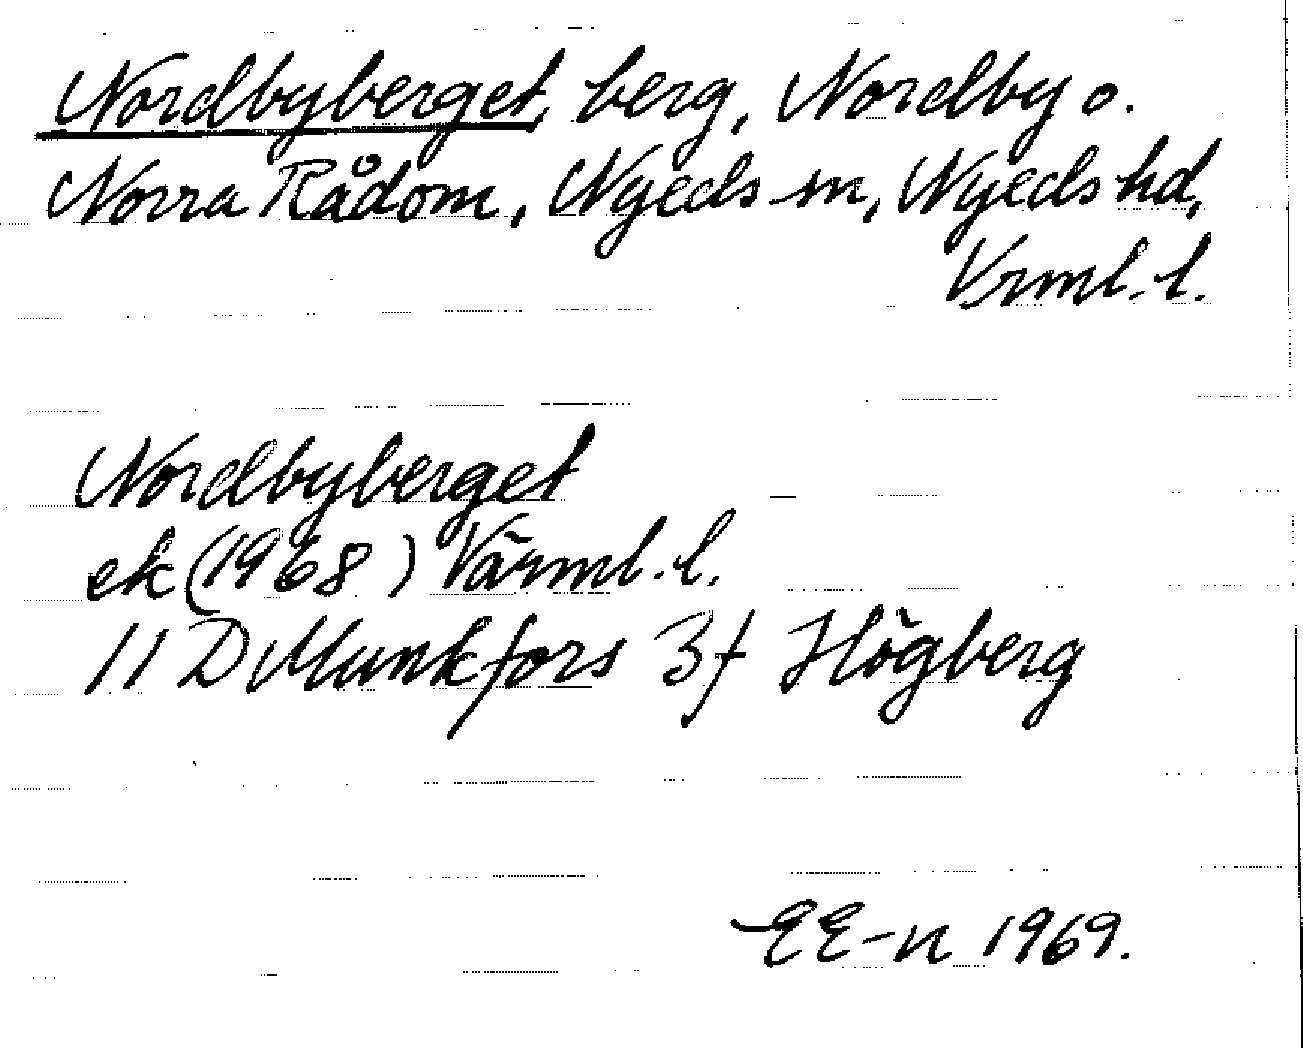 Nordbyberget, berg, Nordby o.
Norra Rådom, Nyeds sn, Nyeds hd,
Vrml. l.
Nordbyberget
ek (1968) Värml. l.
11 D Munkfors 3f Högberg
EE-n 1969.